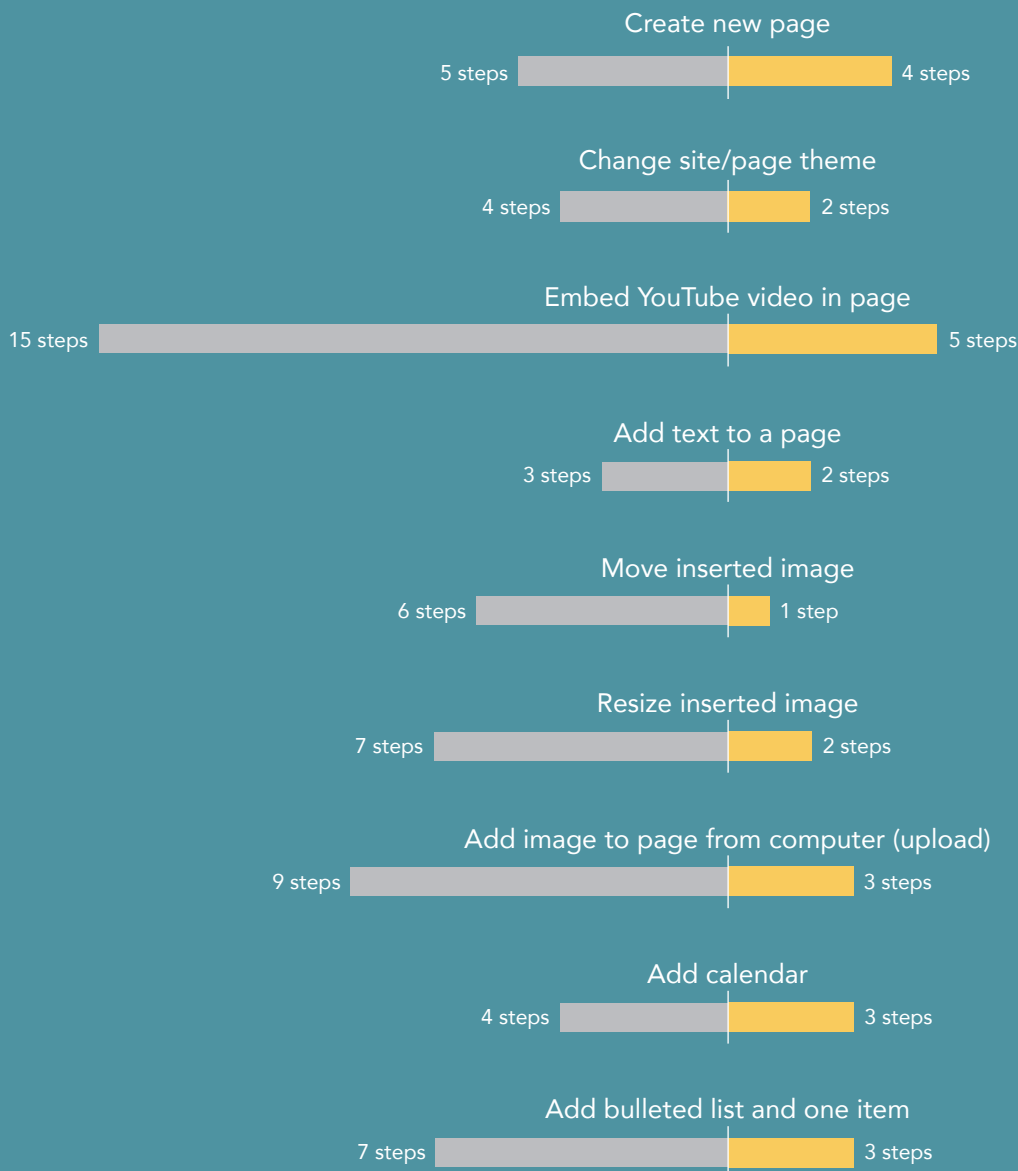 Create new page
5 steps 4 steps
Change site/page theme
4 steps 2 steps
Embed YouTube video in page
15 steps 5 steps
Add text to a page
3 steps 2 steps
Move inserted image
6 steps 1 step
Resize inserted image
7 steps 2 steps
Add image to page from computer (upload)
9 steps 3 steps
Add calendar
4 steps 3 steps
Add bulleted list and one item
7 steps 3 steps